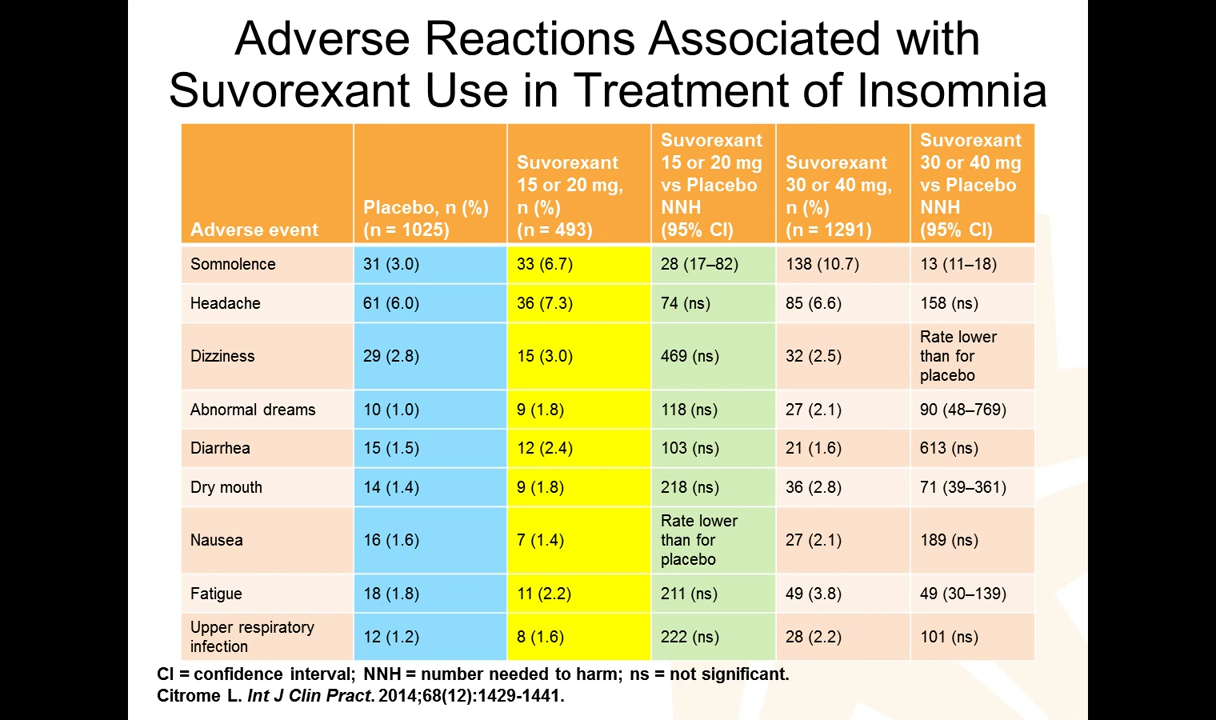 Adverse Reactions Associated with
Suvorexant Use in Treatment of Insomnia
Adverse event
Placebo, n (%)
(n = 1025)
Suvorexant
15 or 20 mg,
n (%)
(n = 493)
Suvorexant
15 or 20 mg
vs Placebo
NNH
(95% CI)
Suvorexant
30 or 40 mg,
n (%)
(n = 1291)
Suvorexant
30 or 40 mg
vs Placebo
NNH
(95% CI)
Somnolence 31 (3.0) 33 (6.7) 28 (17–82) 138 (10.7) 13 (11–18)
Headache 61 (6.0) 36 (7.3) 74 (ns) 85 (6.6) 158 (ns)
Dizziness 29 (2.8) 15 (3.0) 469 (ns) 32 (2.5) Rate lower
than for
placebo
Abnormal dreams 10 (1.0) 9 (1.8) 118 (ns) 27 (2.1) 90 (48–769)
Diarrhea 15 (1.5) 12 (2.4) 103 (ns) 21 (1.6) 613 (ns)
Dry mouth 14 (1.4) 9 (1.8) 218 (ns) 36 (2.8) 71 (39–361)
Nausea 16 (1.6) 7 (1.4) Rate lower
than for
placebo
27 (2.1) 189 (ns)
Fatigue 18 (1.8) 11 (2.2) 211 (ns) 49 (3.8) 49 (30–139)
Upper respiratory
infection
12 (1.2) 8 (1.6) 222 (ns) 28 (2.2) 101 (ns)
CI = confidence interval; NNH = number needed to harm; ns = not significant.
Citrome L. Int J Clin Pract. 2014;68(12):1429-1441.